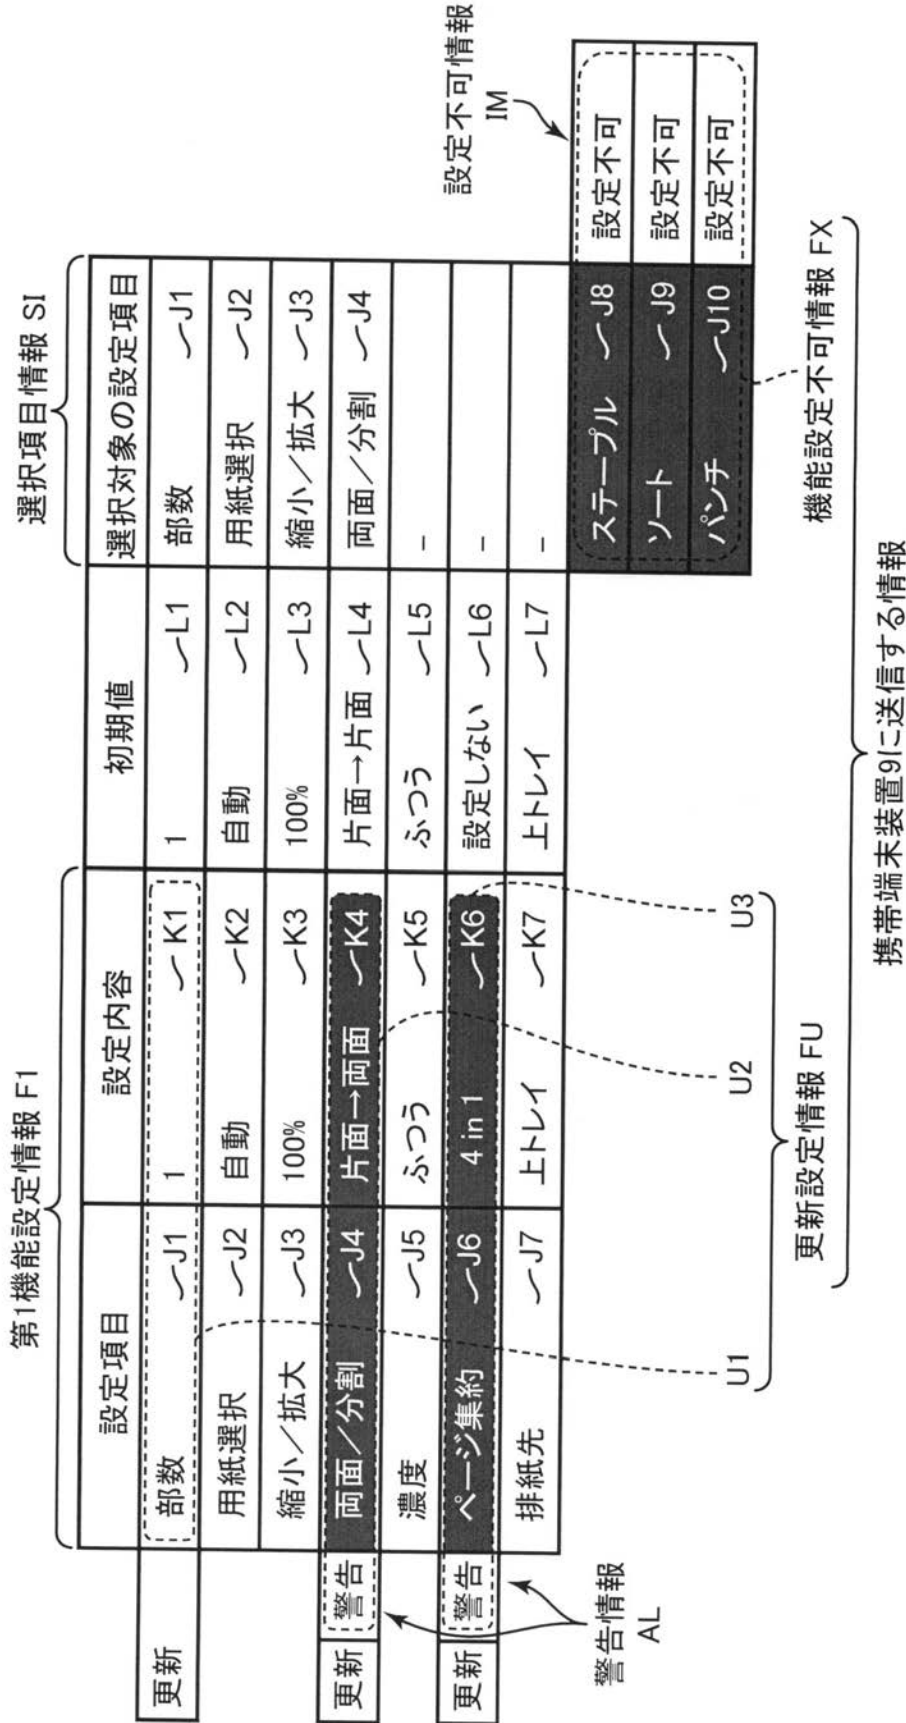 第1機能設定情報 F1
選択項目情報 SI
設定項目 設定内容 初期値 選択対象の設定項目
更新 部数 J1 1 K1 1 L1 部数 J1
用紙選択 J2 自動 K2 自動 L2 用紙選択 J2
縮小/拡大 J3 100% K3 100% L3 縮小/拡大 J3
更新 警告 両面/分割 J4 片面→両面 K4 片面→片面 L4 両面/分割 J4
濃度 J5 ふつう K5 ふつう L5 –
更新 警告 ページ集約 J6 4 in 1 K6 設定しない L6 –
排紙先 J7 上トレイ K7 上トレイ L7 –
設定不可情報
IM
ステープル J8 設定不可
ソート J9 設定不可
パンチ J10 設定不可
警告情報
AL
U1 U2 U3
更新設定情報 FU
機能設定不可情報 FX
携帯端末装置9に送信する情報